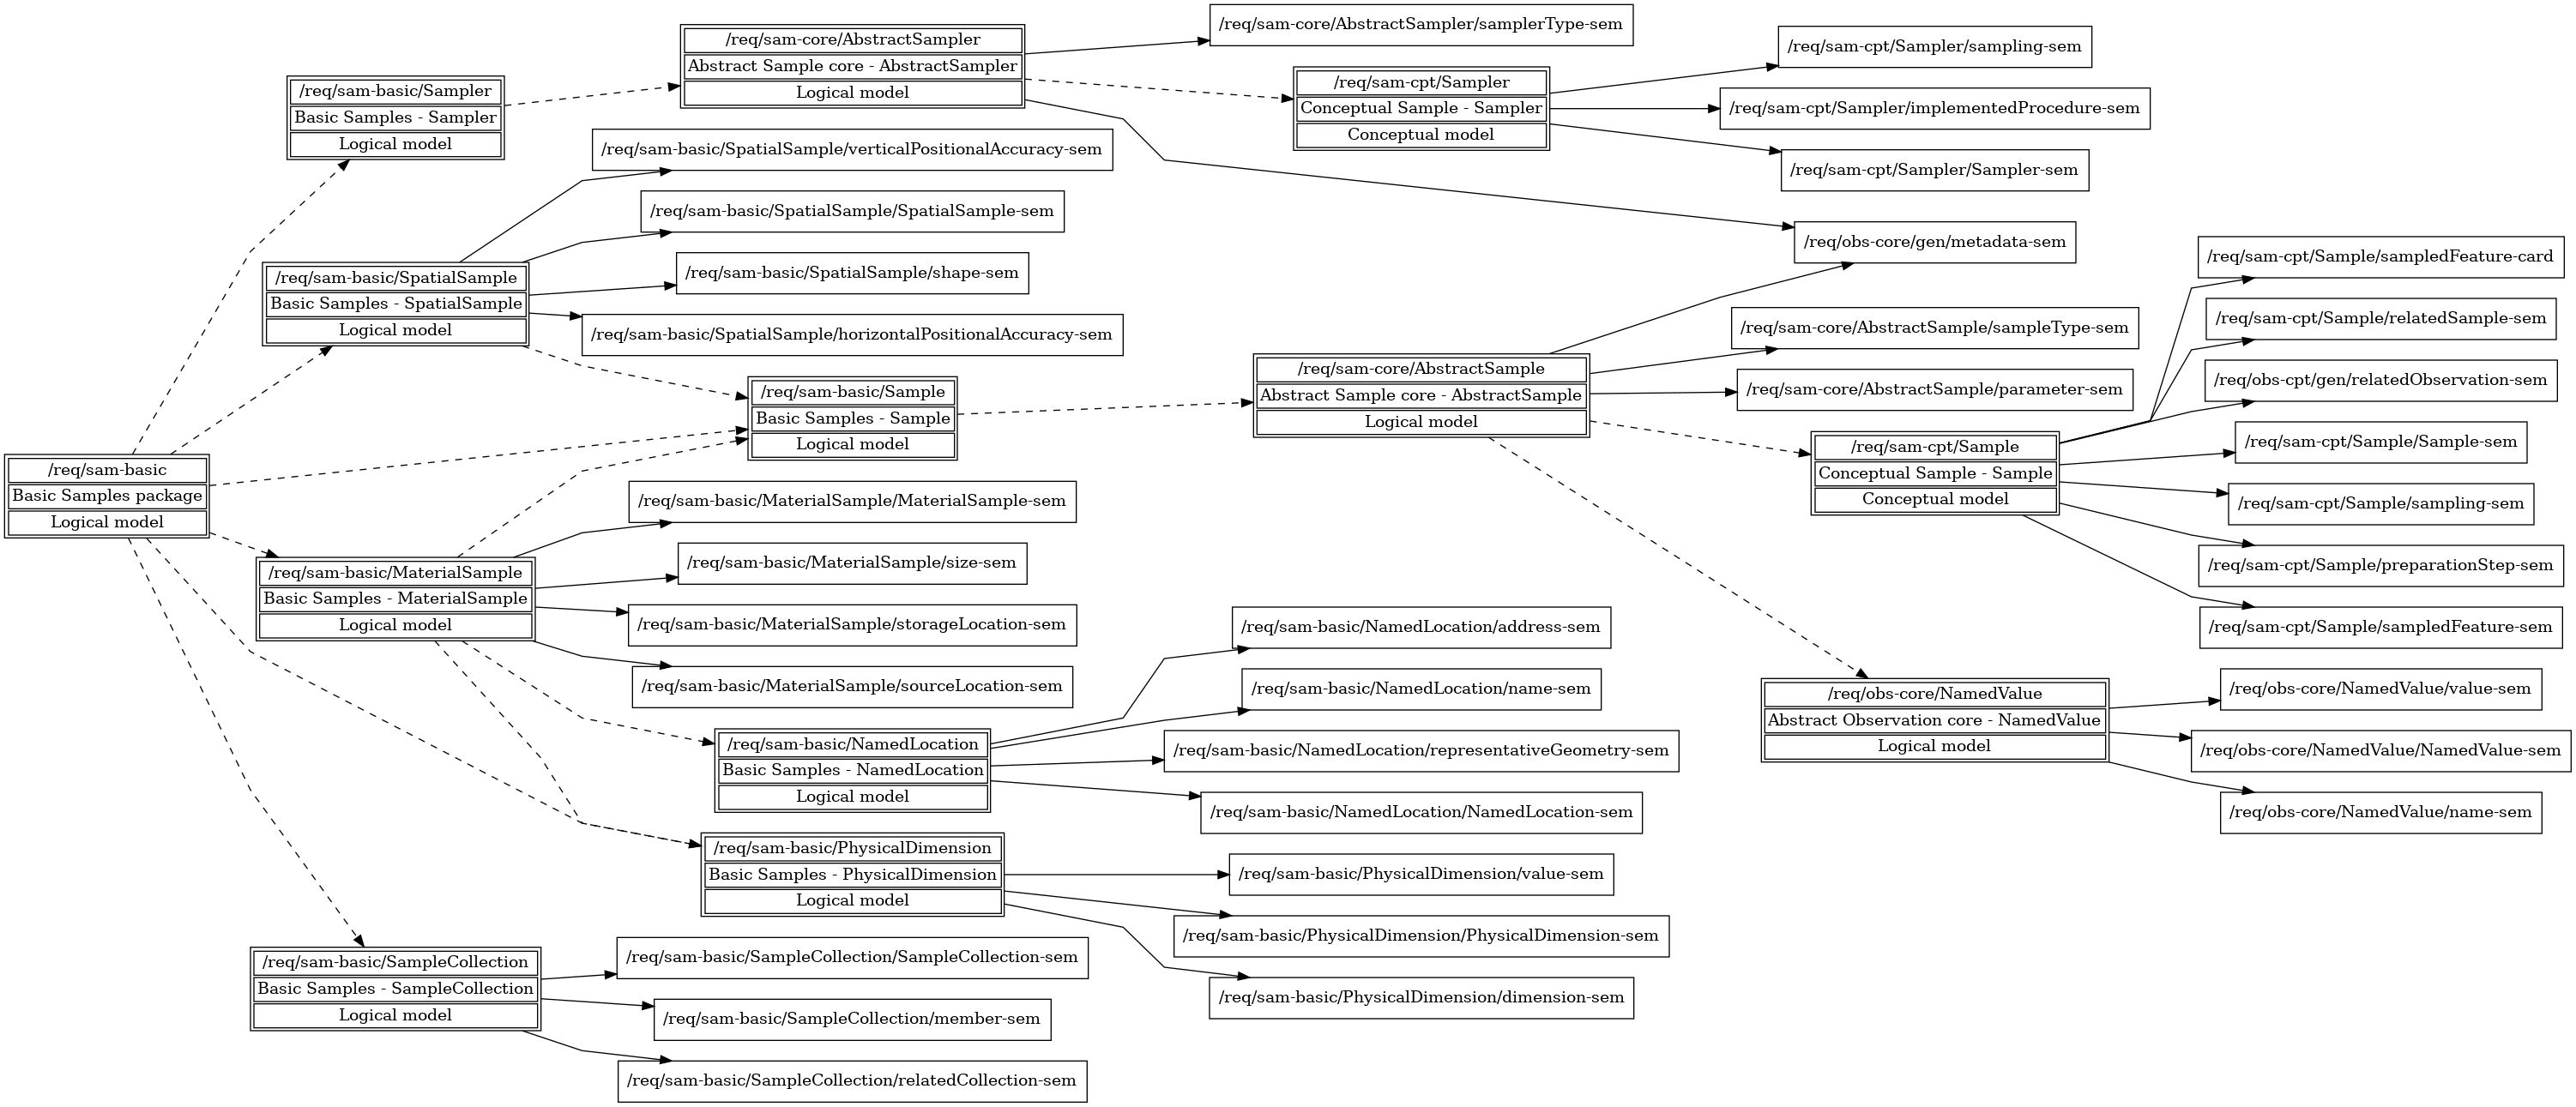 /req/sam-basic
Basic Samples package
Logical model
/req/sam-basic/Sampler
Basic Samples - Sampler
Logical model
/req/sam-basic/SpatialSample
Basic Samples - SpatialSample
Logical model
/req/sam-basic/MaterialSample
Basic Samples - MaterialSample
Logical model
/req/sam-basic/SampleCollection
Basic Samples - SampleCollection
Logical model
/req/sam-core/AbstractSampler
Abstract Sample core - AbstractSampler
Logical model
/req/sam-basic/SpatialSample/verticalPositionalAccuracy-sem
/req/sam-basic/SpatialSample/SpatialSample-sem
/req/sam-basic/SpatialSample/shape-sem
/req/sam-basic/SpatialSample/horizontalPositionalAccuracy-sem
/req/sam-basic/Sample
Basic Samples - Sample
Logical model
/req/sam-basic/MaterialSample/MaterialSample-sem
/req/sam-basic/MaterialSample/size-sem
/req/sam-basic/MaterialSample/storageLocation-sem
/req/sam-basic/MaterialSample/sourceLocation-sem
/req/sam-basic/NamedLocation
Basic Samples - NamedLocation
Logical model
/req/sam-basic/PhysicalDimension
Basic Samples - PhysicalDimension
Logical model
/req/sam-basic/SampleCollection/SampleCollection-sem
/req/sam-basic/SampleCollection/member-sem
/req/sam-basic/SampleCollection/relatedCollection-sem
/req/sam-core/AbstractSampler/samplerType-sem
/req/sam-cpt/Sampler
Conceptual Sample - Sampler
Conceptual model
/req/sam-core/AbstractSample
Abstract Sample core - AbstractSample
Logical model
/req/sam-basic/NamedLocation/address-sem
/req/sam-basic/NamedLocation/name-sem
/req/sam-basic/NamedLocation/representativeGeometry-sem
/req/sam-basic/NamedLocation/NamedLocation-sem
/req/sam-basic/PhysicalDimension/value-sem
/req/sam-basic/PhysicalDimension/PhysicalDimension-sem
/req/sam-basic/PhysicalDimension/dimension-sem
/req/sam-cpt/Sampler/sampling-sem
/req/sam-cpt/Sampler/implementedProcedure-sem
/req/sam-cpt/Sampler/Sampler-sem
/req/obs-core/gen/metadata-sem
/req/sam-core/AbstractSample/sampleType-sem
/req/sam-core/AbstractSample/parameter-sem
/req/sam-cpt/Sample
Conceptual Sample - Sample
Conceptual model
/req/obs-core/NamedValue
Abstract Observation core - NamedValue
Logical model
/req/sam-cpt/Sample/sampledFeature-card
/req/sam-cpt/Sample/relatedSample-sem
/req/obs-cpt/gen/relatedObservation-sem
/req/sam-cpt/Sample/Sample-sem
/req/sam-cpt/Sample/sampling-sem
/req/sam-cpt/Sample/preparationStep-sem
/req/sam-cpt/Sample/sampledFeature-sem
/req/obs-core/NamedValue/value-sem
/req/obs-core/NamedValue/NamedValue-sem
/req/obs-core/NamedValue/name-sem